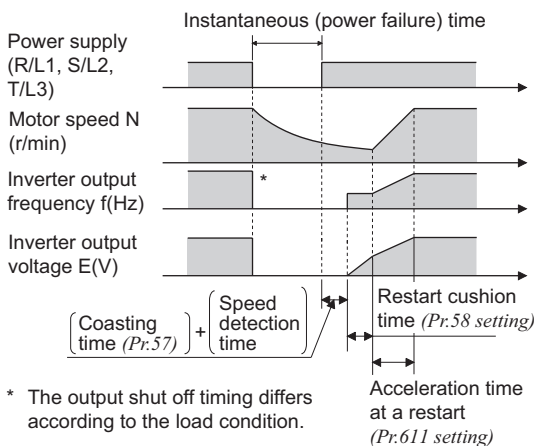 Instantaneous (power failure) time
Power supply
(R/L1, S/L2,
T/L3)
Motor speed N
(r/min)
Inverter output
frequency f(Hz)
*
Inverter output
voltage E(V)
Coasting
time (Pr.57)
+
Speed
detection
time
Restart cushion
time (Pr.58 setting)
Acceleration time
at a restart
(Pr.611 setting)
* The output shut off timing differs
according to the load condition.